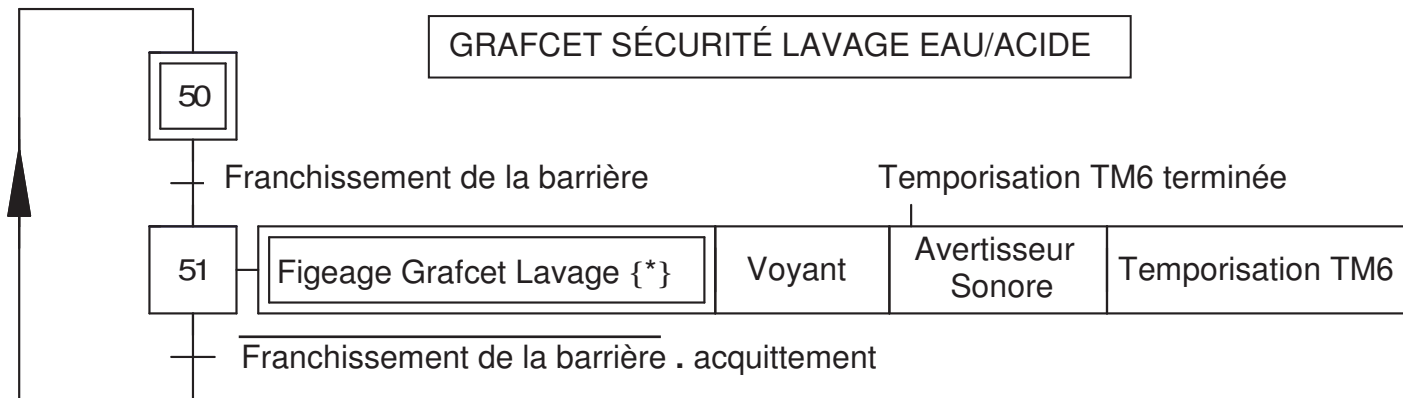 GRAFCET SÉCURITÉ LAVAGE EAU/ACIDE
50
Franchissement de la barrière
Temporisation TM6 terminée
51
Figeage Grafcet Lavage {*}
Voyant
Avertisseur
Sonore
Temporisation TM6
Franchissement de la barrière . acquittement